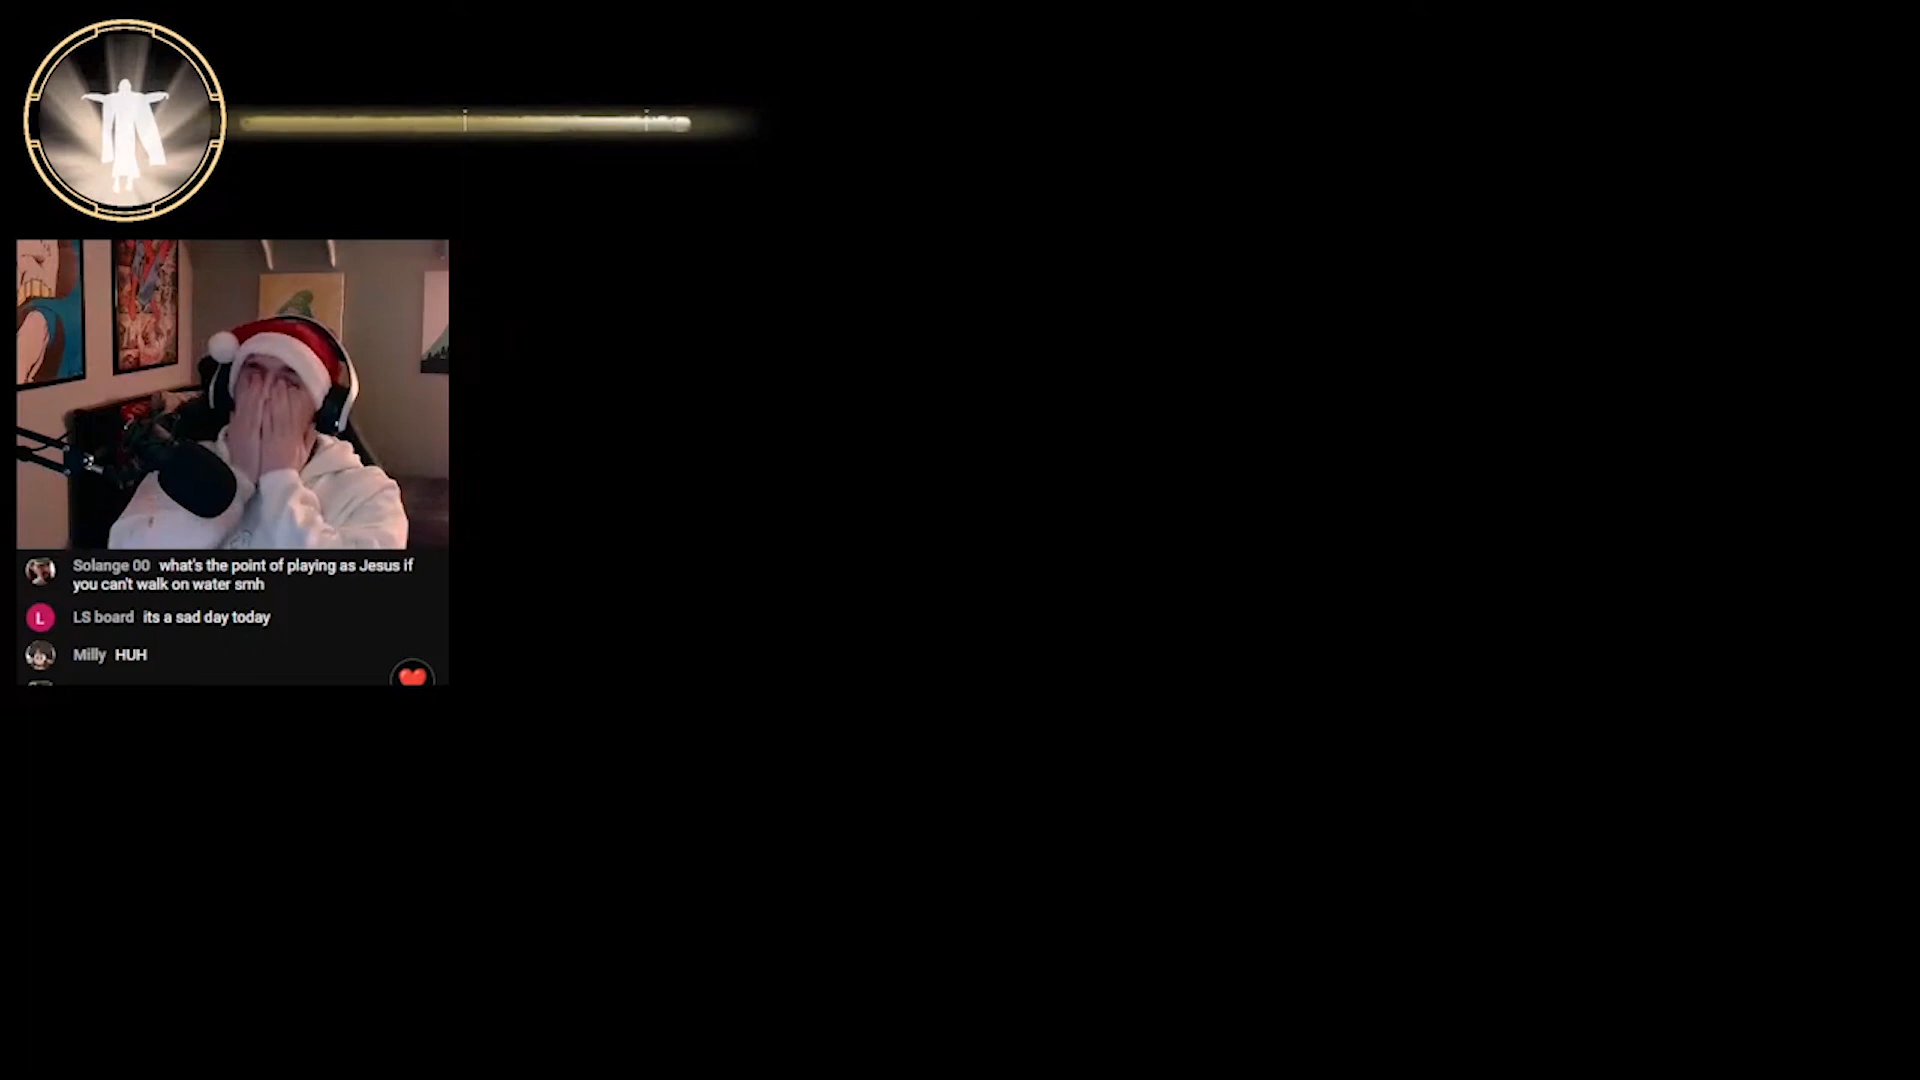 Solange 00 what's the point of playing as Jesus if
you can't walk on water smh
LS board its a sad day today
L
Milly HUH